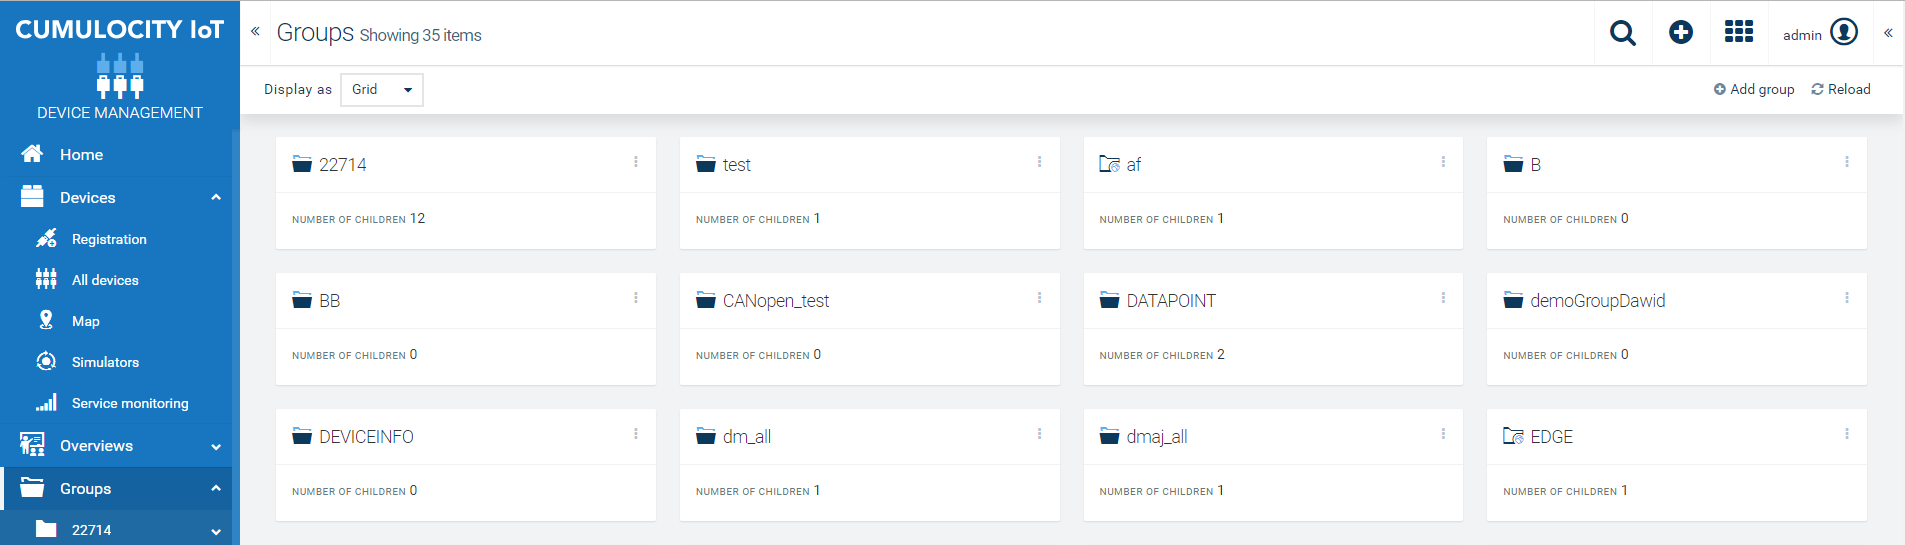 CUMULOCITY IoT
DEVICE MANAGEMENT
Home
Devices
Registration
All devices
Map
Simulators
Service monitoring
Overviews
Groups
22714
Groups Showing 35 items
admin
Display as Grid
Add group Reload
22714
NUMBER OF CHILDREN 12
test
NUMBER OF CHILDREN 1
af
NUMBER OF CHILDREN 1
B
NUMBER OF CHILDREN 0
BB
NUMBER OF CHILDREN 0
CANopen_test
NUMBER OF CHILDREN 0
DATAPOINT
NUMBER OF CHILDREN 2
demoGroupDawid
NUMBER OF CHILDREN 0
DEVICEINFO
NUMBER OF CHILDREN 0
dm_all
NUMBER OF CHILDREN 1
dmaj_all
NUMBER OF CHILDREN 1
EDGE
NUMBER OF CHILDREN 1